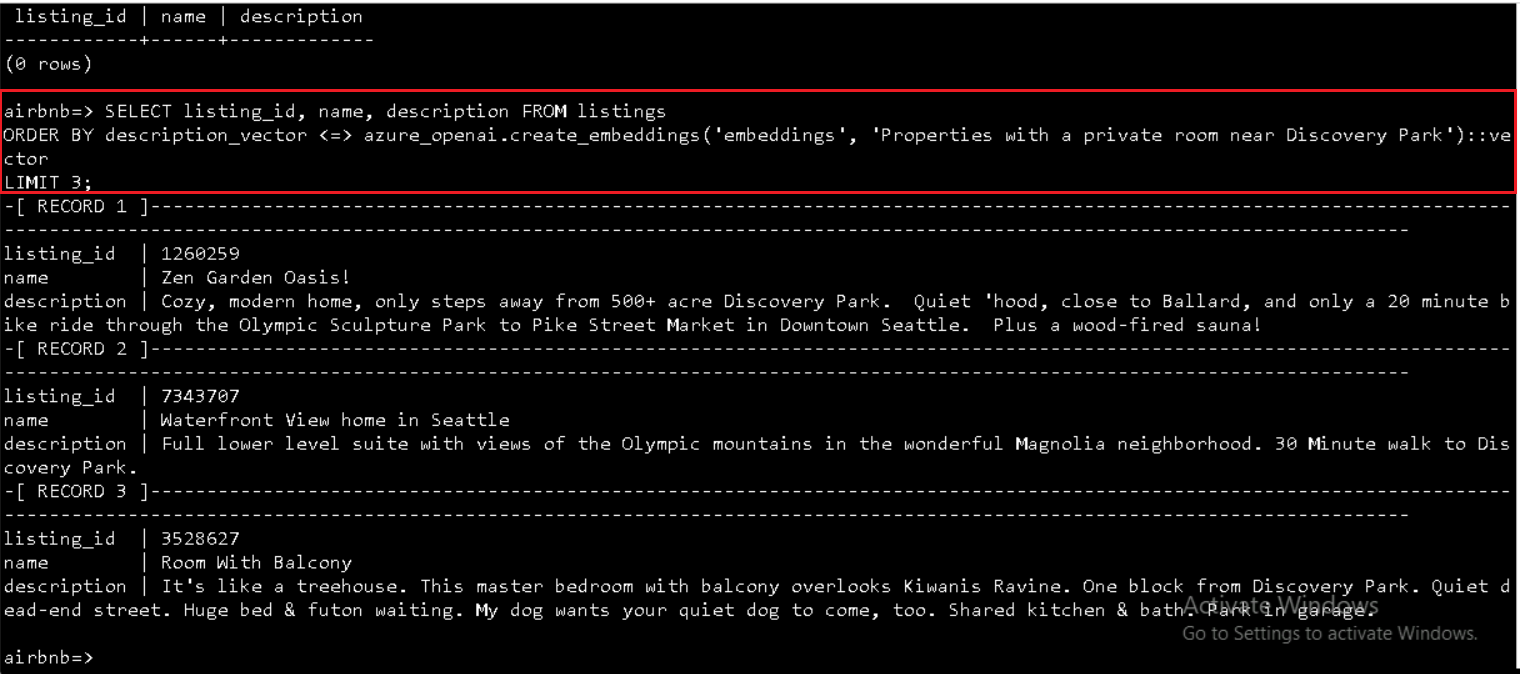 listing_id | name | description
------------+------+-------------
(0 rows)
airbnb=> SELECT listing_id, name, description FROM listings
ORDER BY description_vector <=> azure_openai.create_embeddings('embeddings', 'Properties with a private room near Discovery Park')::ve
ctor
LIMIT 3;
-[ RECORD 1 ]-------------------------------------------------------------------------------------------------------------------------
-----------------------------------------------------------------------------------------------------------------------------
listing_id  | 1260259
name        | Zen Garden Oasis!
description | Cozy, modern home, only steps away from 500+ acre Discovery Park.  Quiet 'hood, close to Ballard, and only a 20 minute b
ike ride through the Olympic Sculpture Park to Pike Street Market in Downtown Seattle.  Plus a wood-fired sauna!
-[ RECORD 2 ]-------------------------------------------------------------------------------------------------------------------------
-----------------------------------------------------------------------------------------------------------------------------
listing_id  | 7343707
name        | Waterfront View home in Seattle
description | Full lower level suite with views of the Olympic mountains in the wonderful Magnolia neighborhood. 30 Minute walk to Dis
covery Park.
-[ RECORD 3 ]-------------------------------------------------------------------------------------------------------------------------
-----------------------------------------------------------------------------------------------------------------------------
listing_id  | 3528627
name        | Room With Balcony
description | It's like a treehouse. This master bedroom with balcony overlooks Kiwanis Ravine. One block from Discovery Park. Quiet d
ead-end street. Huge bed & futon waiting. My dog wants your quiet dog to come, too. Shared kitchen & bath. Park in garage.
Activate Windows
Go to Settings to activate Windows.
airbnb=>